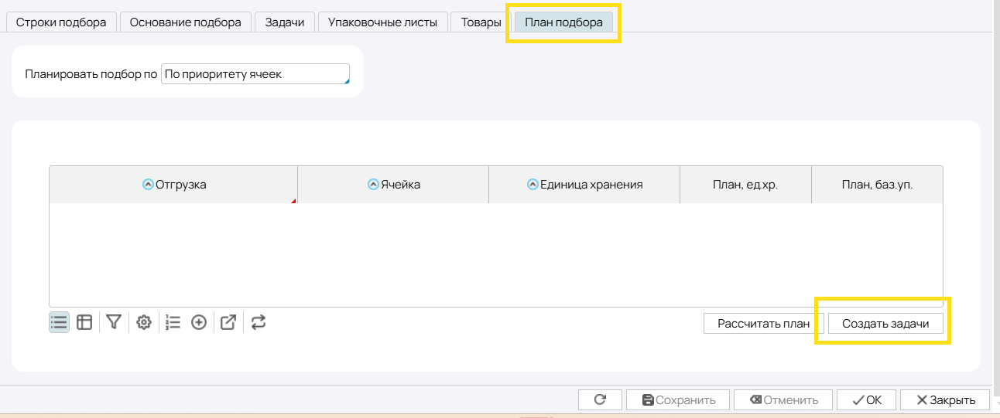 Строки подбора Основание подбора Задачи Упаковочные листы Товары План подбора
Планировать подбор по По приоритету ячеек
Отгрузка Ячейка Единица хранения План, ед.хр. План, баз.уп.
Рассчитать план Создать задачи
Сохранить Отменить ОК Закрыть